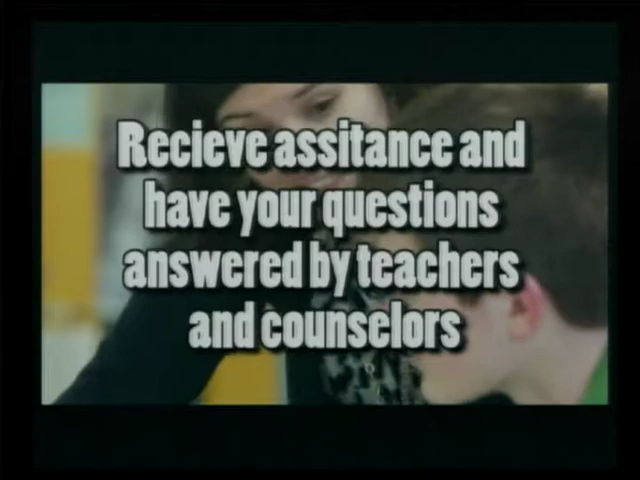 Recieve assitance and
have your questions
answered by teachers
and counselors